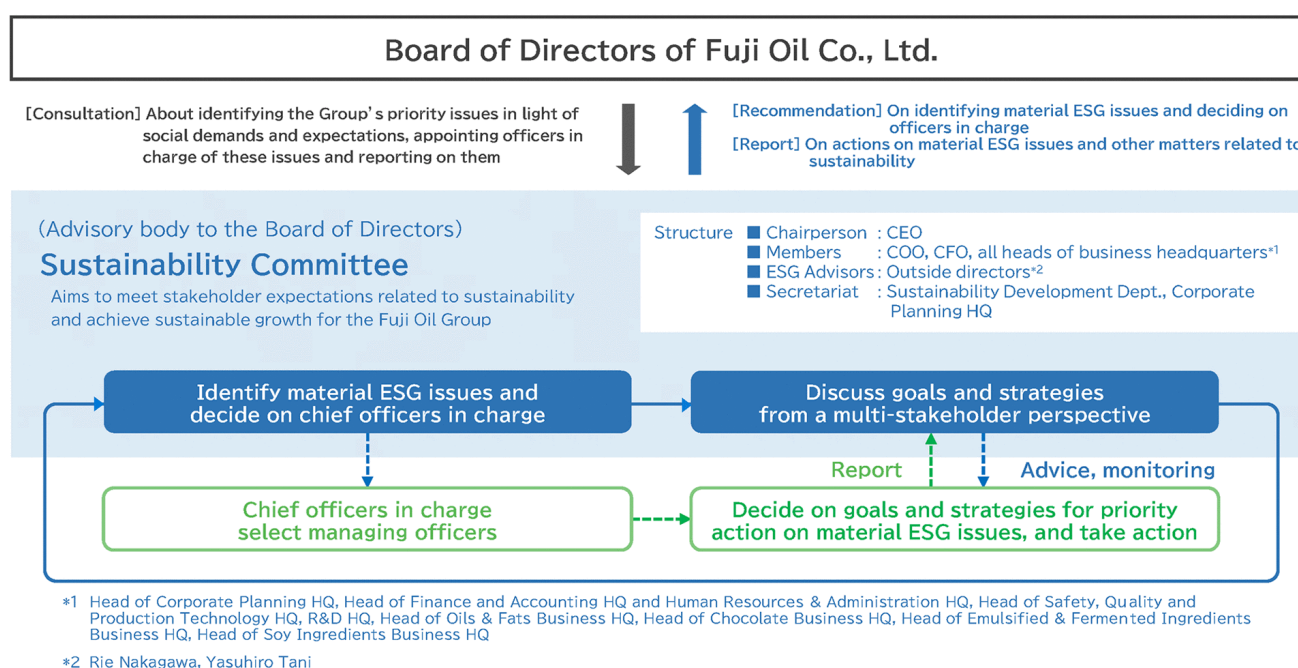 Board of Directors of Fuji Oil Co., Ltd.
[Consultation] About identifying the Group's priority issues in light of
social demands and expectations, appointing officers in
charge of these issues and reporting on them
[Recommendation] On identifying material ESG issues and deciding on
officers in charge
[Report] On actions on material ESG issues and other matters related to
sustainability
(Advisory body to the Board of Directors)
Sustainability Committee
Aims to meet stakeholder expectations related to sustainability
and achieve sustainable growth for the Fuji Oil Group
Structure ■ Chairperson : CEO
■ Members : COO, CFO, all heads of business headquarters*1
■ ESG Advisors : Outside directors*2
■ Secretariat : Sustainability Development Dept., Corporate
Planning HQ
Identify material ESG issues and
decide on chief officers in charge
Discuss goals and strategies
from a multi-stakeholder perspective
Report
Advice, monitoring
Chief officers in charge
select managing officers
Decide on goals and strategies for priority
action on material ESG issues, and take action
*1 Head of Corporate Planning HQ, Head of Finance and Accounting HQ and Human Resources & Administration HQ, Head of Safety, Quality and
Production Technology HQ, R&D HQ, Head of Oils & Fats Business HQ, Head of Chocolate Business HQ, Head of Emulsified & Fermented Ingredients
Business HQ, Head of Soy Ingredients Business HQ
*2 Rie Nakagawa, Yasuhiro Tani